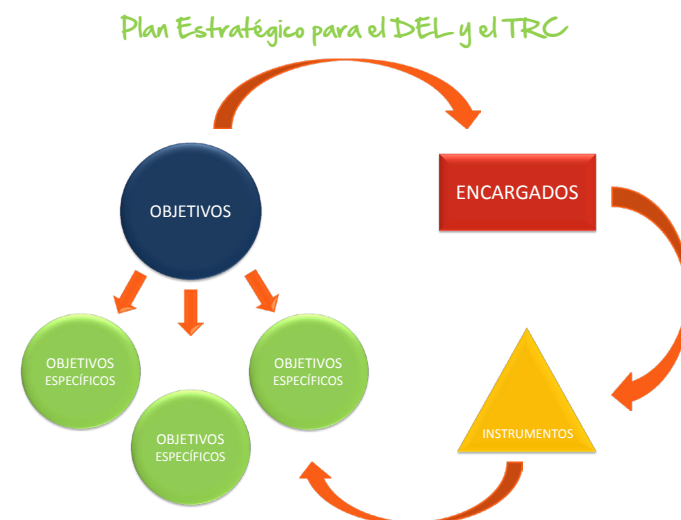 Plan Estratégico para el DEL y el TRC
OBJETIVOS
ENCARGADOS
OBJETIVOS
ESPECÍFICOS
OBJETIVOS
ESPECÍFICOS
OBJETIVOS
ESPECÍFICOS
INSTRUMENTOS